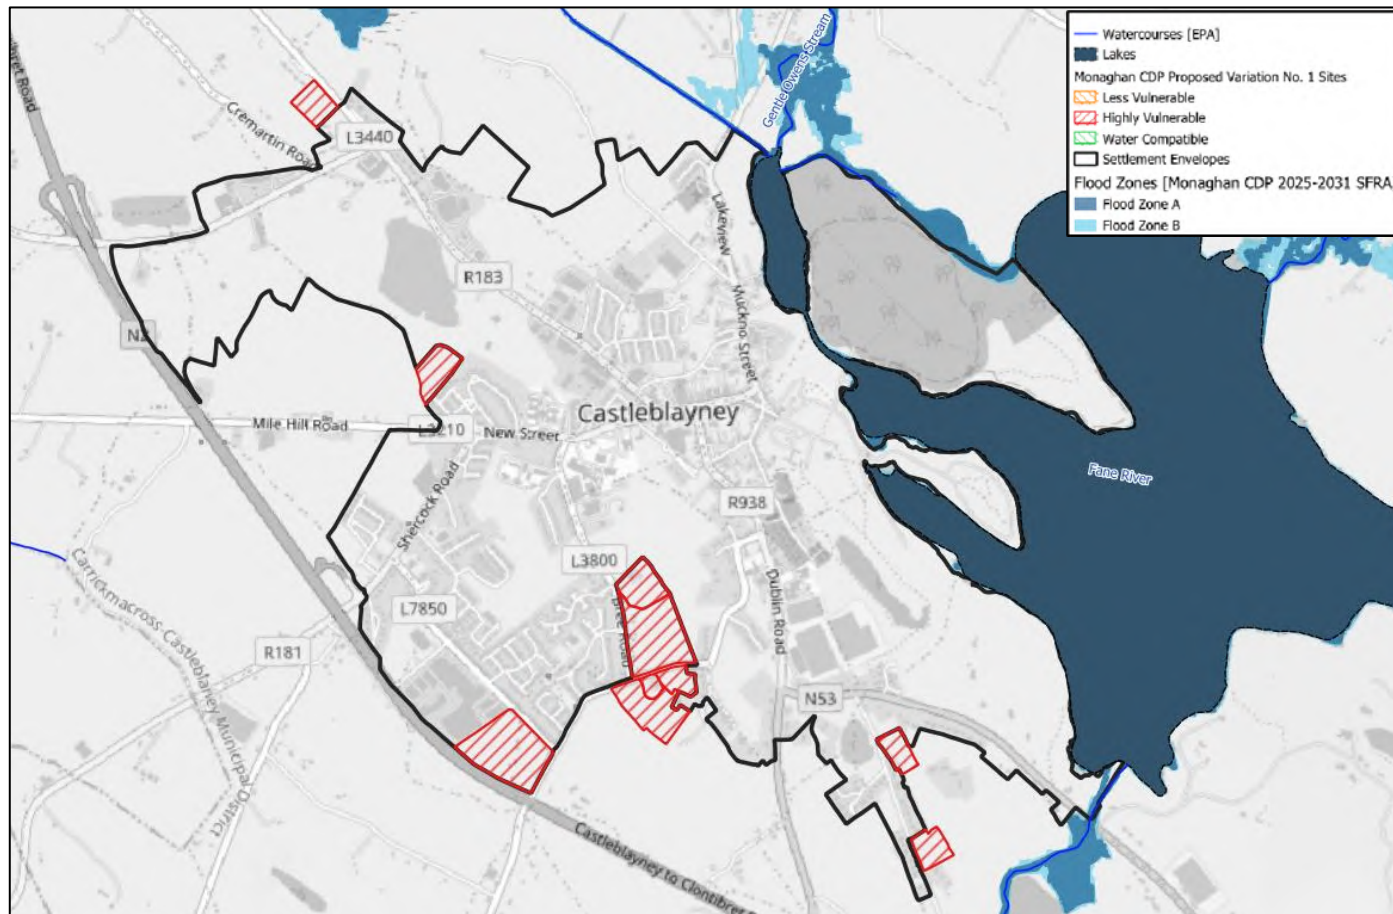 Watercourses [EPA]
Lakes
Monaghan CDP Proposed Variation No. 1 Sites
Less Vulnerable
Highly Vulnerable
Water Compatible
Settlement Envelopes
Flood Zones [Monaghan CDP 2025-2031 SFRA]
Flood Zone A
Flood Zone B
Gentle Owens Stream
Cremartin Road
L3440
Lakeview
R183
Muckno Street
N2
Castleblayney
Mile Hill Road
L3210
New Street
Fane River
Shercock Road
R938
L3800
Dublin Road
L7850
Road
R181
Carrickmacross Castleblaney Municipal District
N53
Castleblayney to Clontibret